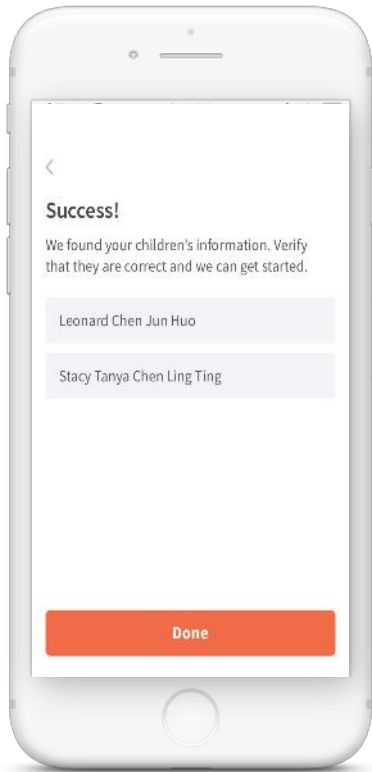 Success!
We found your children's information. Verify
that they are correct and we can get started.
Leonard Chen Jun Huo
Stacy Tanya Chen Ling Ting
Done